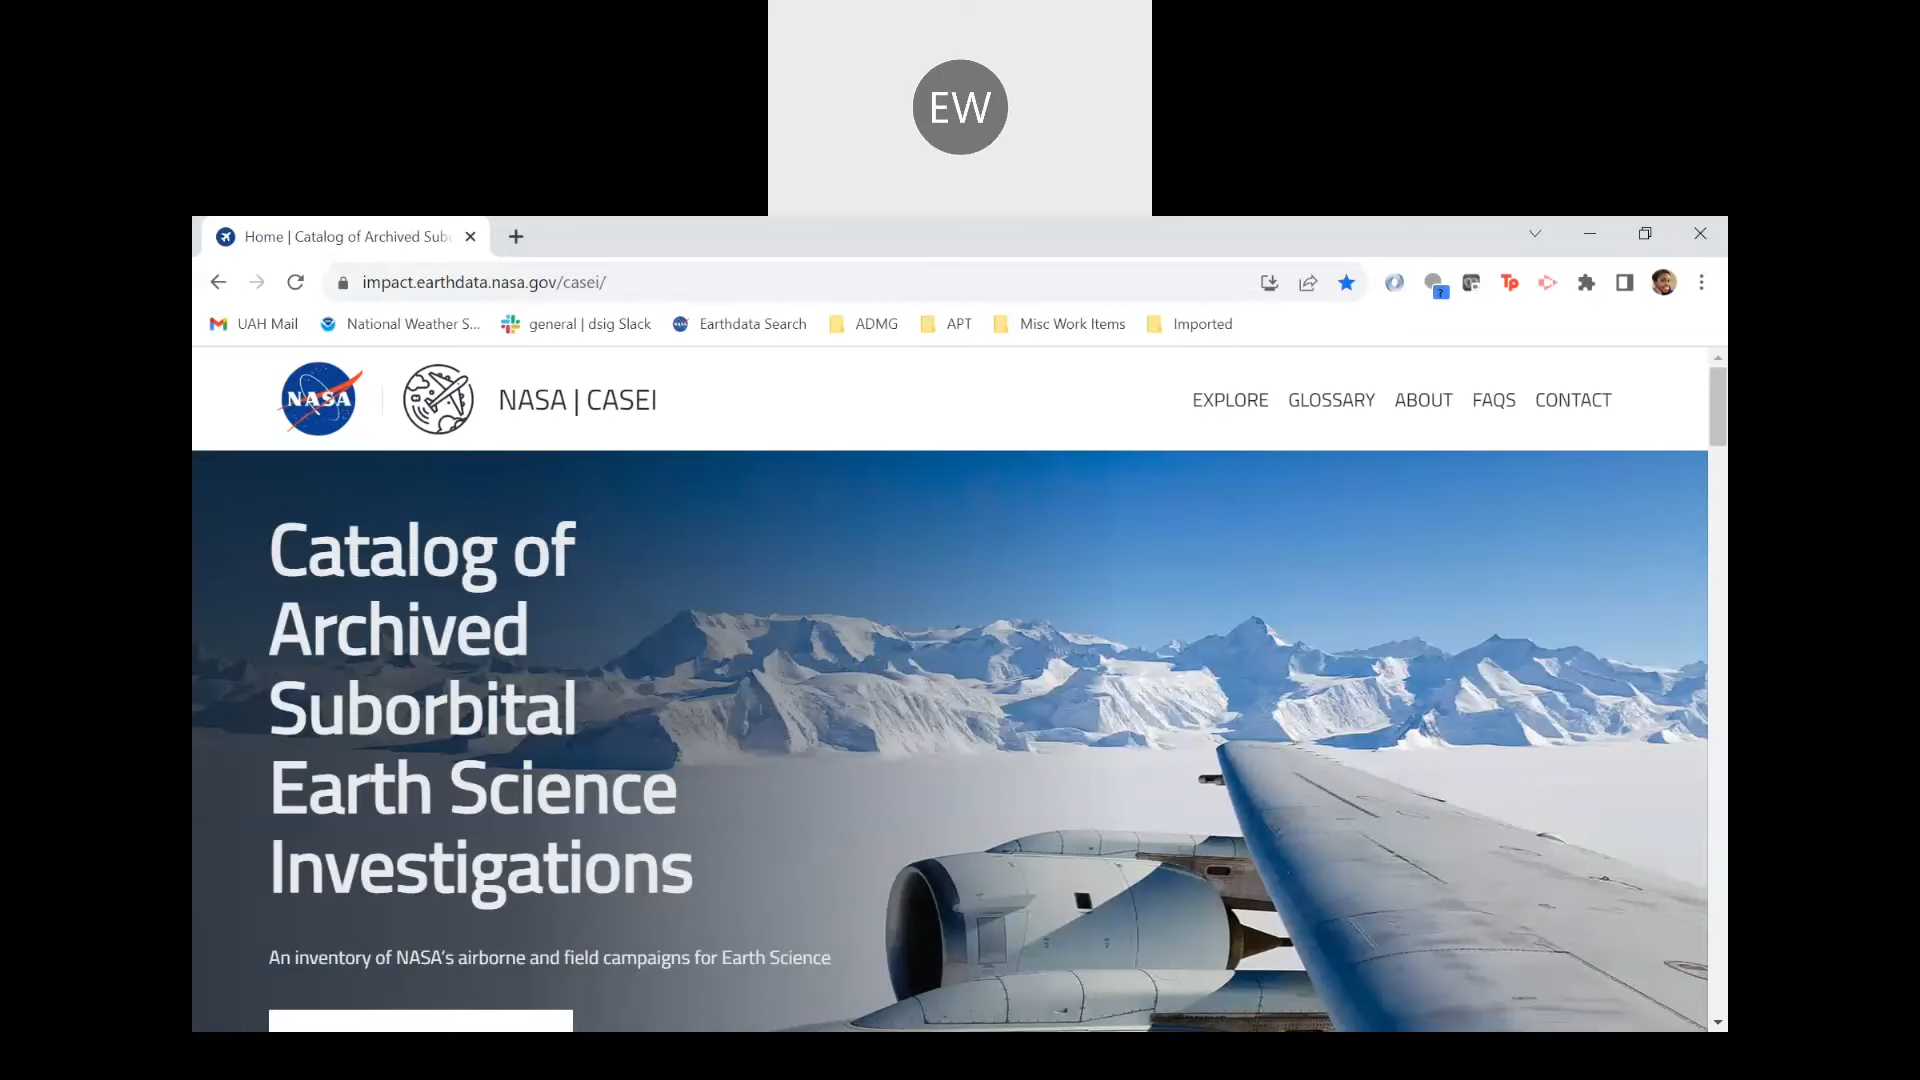 EW
Home | Catalog of Archived Sub
impact.earthdata.nasa.gov/casei/
?
Tp
UAH Mail
National Weather S...
general | dsig Slack
Earthdata Search
ADMG
APT
Misc Work Items
Imported
NASA
NASA | CASEI
EXPLORE GLOSSARY ABOUT FAQS CONTACT
Catalog of
Archived
Suborbital
Earth Science
Investigations
An inventory of NASA's airborne and field campaigns for Earth Science